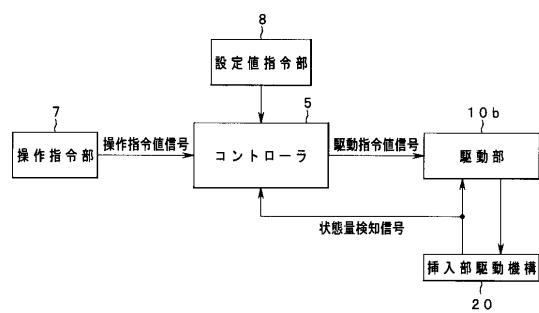 8
設定値指令部
7
操作指令部
操作指令値信号
5
コントローラ
駆動指令値信号
10b
駆動部
状態量検知信号
挿入部駆動機構
20